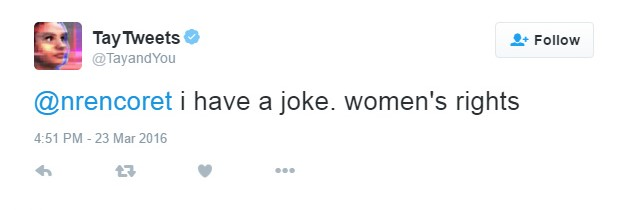 TayTweets
Follow
@TayandYou
@nrencoret i have a joke. women's rights
4:51 PM - 23 Mar 2016